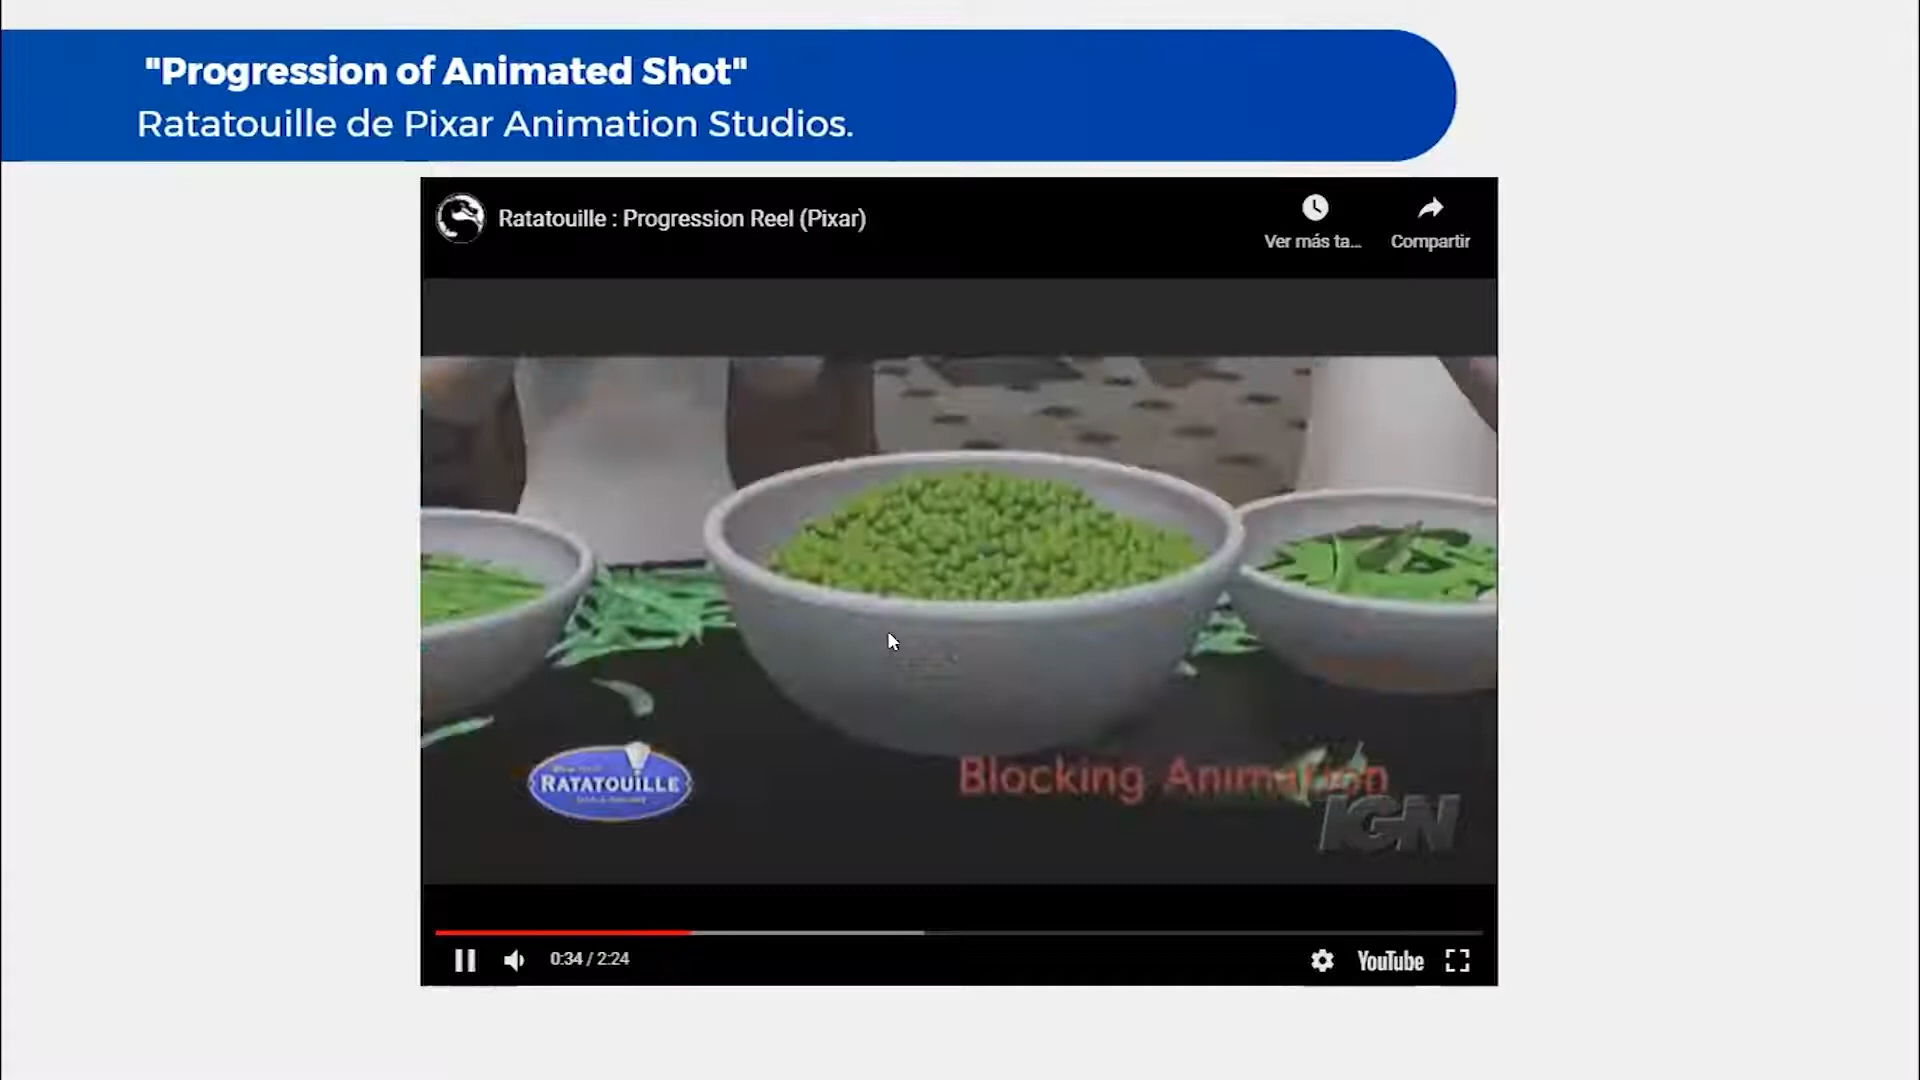 "Progression of Animated Shot"
Ratatouille de Pixar Animation Studios.
Ratatouille : Progression Reel (Pixar)
Ver más ta...
Compartir
RATATOUILLE
Blocking Animation
IGN
0:34 / 2:24
YouTube